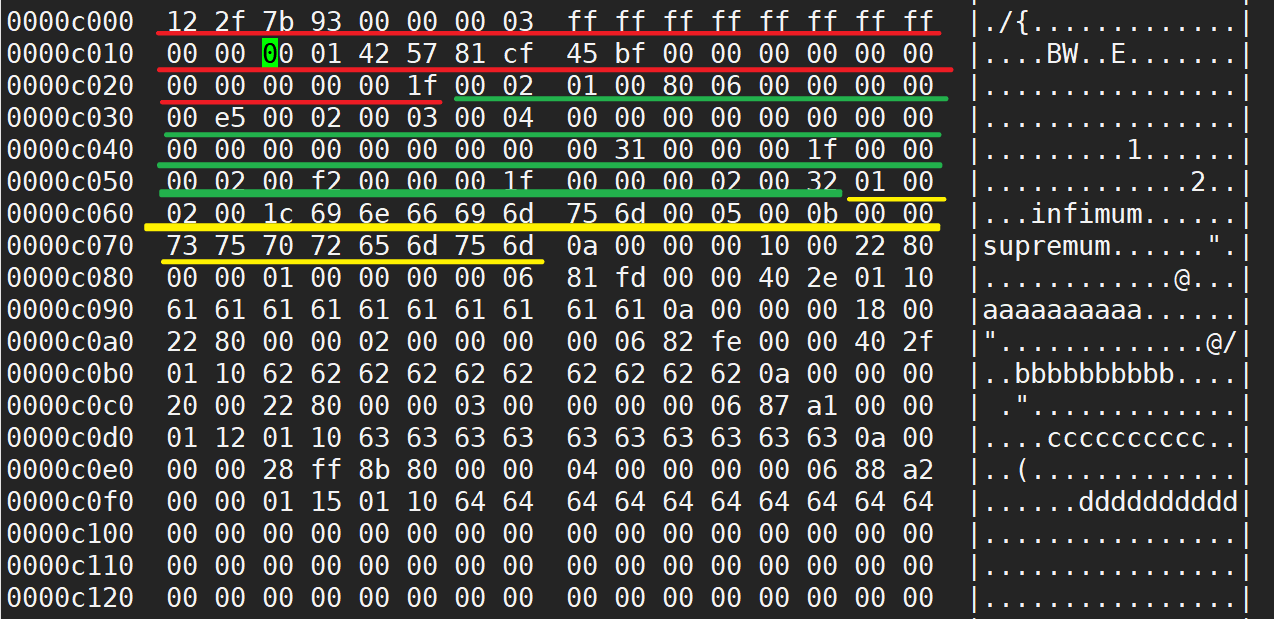 0000c000 12 2f 7b 93 00 00 00 03 ff ff ff ff ff ff ff ff |./{.............|
0000c010 00 00 00 01 42 57 81 cf 45 bf 00 00 00 00 00 00 |....BW..E.......|
0000c020 00 00 00 00 00 1f 00 02 01 00 80 06 00 00 00 00 |................|
0000c030 00 e5 00 02 00 03 00 04 00 00 00 00 00 00 00 00 |................|
0000c040 00 00 00 00 00 00 00 00 00 31 00 00 00 1f 00 00 |.........1......|
0000c050 00 02 00 f2 00 00 00 1f 00 00 00 02 00 32 01 00 |.............2..|
0000c060 02 00 1c 69 6e 66 69 6d 75 6d 00 05 00 0b 00 00 |...infimum......|
0000c070 73 75 70 72 65 6d 75 6d 0a 00 00 00 10 00 22 80 |supremum......".|
0000c080 00 00 01 00 00 00 00 06 81 fd 00 00 40 2e 01 10 |............@...|
0000c090 61 61 61 61 61 61 61 61 61 61 0a 00 00 00 18 00 |aaaaaaaaaa......|
0000c0a0 22 80 00 00 02 00 00 00 00 06 82 fe 00 00 40 2f |".............@/|
0000c0b0 01 10 62 62 62 62 62 62 62 62 62 62 0a 00 00 00 |..bbbbbbbbbb....|
0000c0c0 20 00 22 80 00 00 03 00 00 00 00 06 87 a1 00 00 | .".............|
0000c0d0 01 12 01 10 63 63 63 63 63 63 63 63 63 63 0a 00 |....cccccccccc..|
0000c0e0 00 00 28 ff 8b 80 00 00 04 00 00 00 00 06 88 a2 |..(.............|
0000c0f0 00 00 01 15 01 10 64 64 64 64 64 64 64 64 64 64 |......dddddddddd|
0000c100 00 00 00 00 00 00 00 00 00 00 00 00 00 00 00 00 |................|
0000c110 00 00 00 00 00 00 00 00 00 00 00 00 00 00 00 00 |................|
0000c120 00 00 00 00 00 00 00 00 00 00 00 00 00 00 00 00 |................|